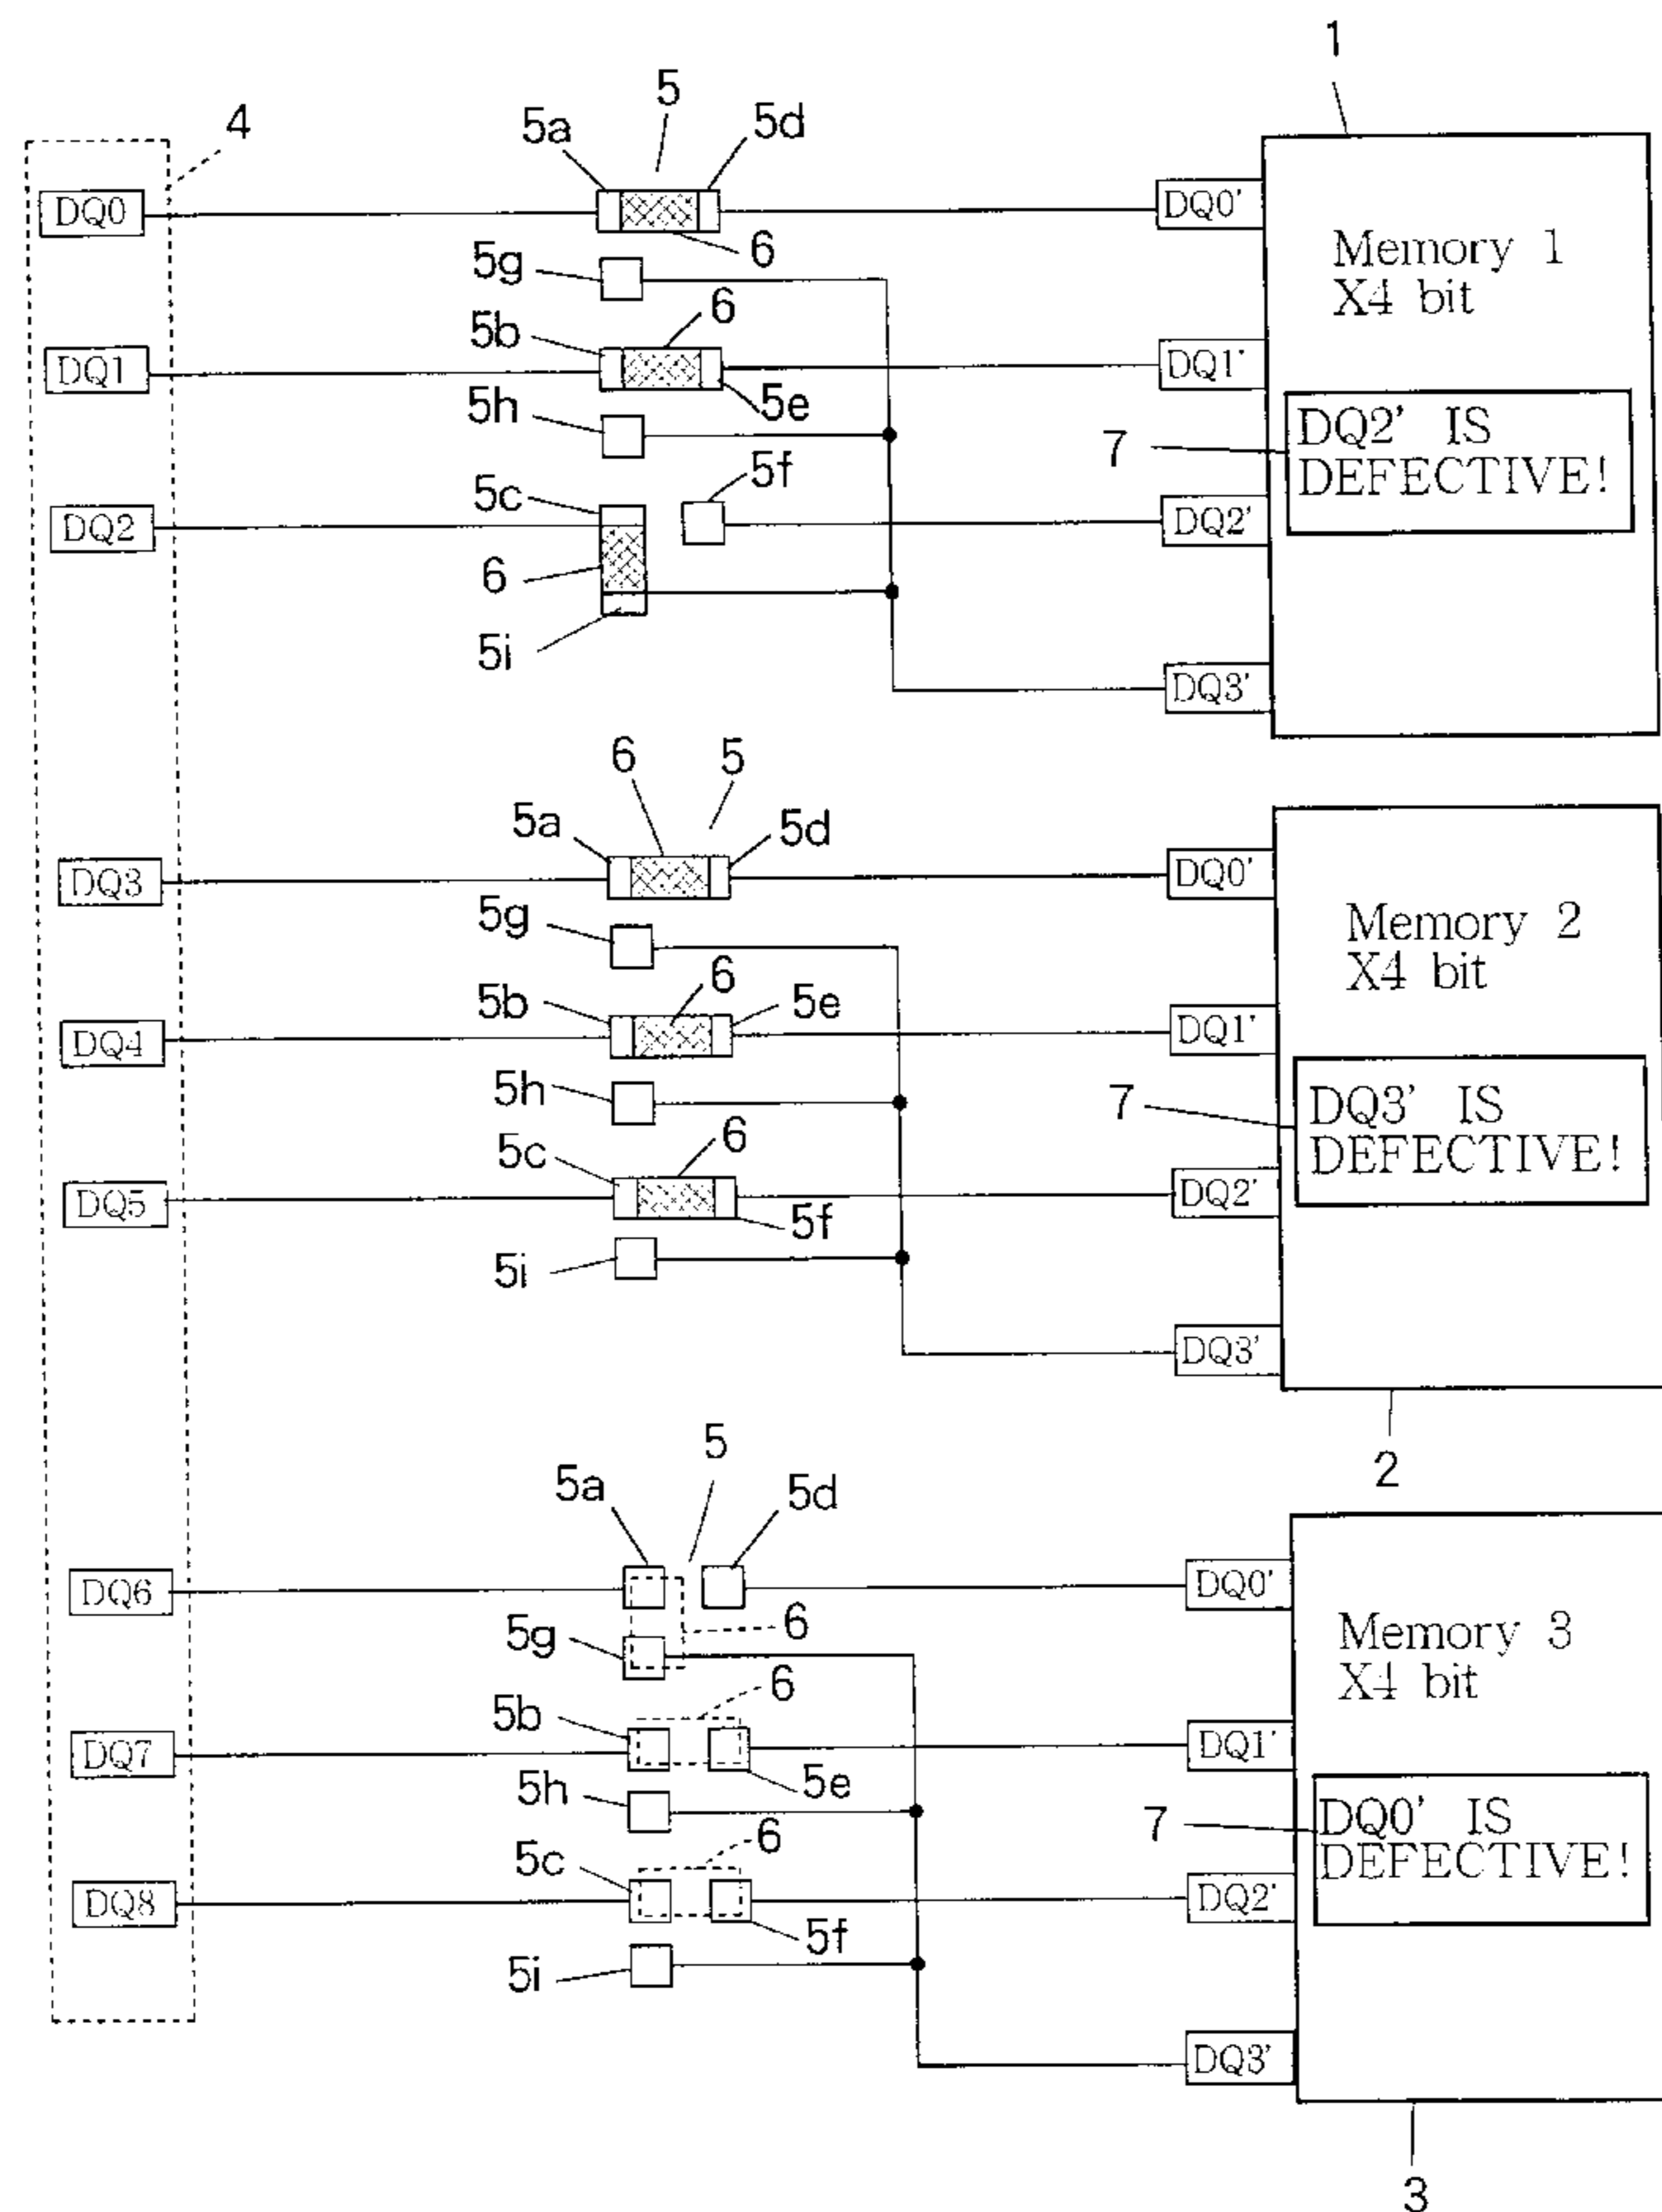 1
5
4
5a
5d
DQ0
DQ0'
6
5g
Memory 1
X4 bit
6
5b
DQ1
DQ1'
5e
5h
DQ2' IS
DEFECTIVE!
7
5f
5c
DQ2
DQ2'
6
5i
DQ3'
6
5
5a
5d
DQ3
DQ0'
5g
Memory 2
X4 bit
6
5b
5e
DQ4
DQ1'
5h
7
DQ3' IS
DEFECTIVE!
6
5c
DQ5
DQ2'
5f
5i
DQ3'
5
2
5a
5d
DQ6
DQ0'
6
5g
Memory 3
X4 bit
6
5b
DQ7
DQ1'
5e
5h
7
DQ0' IS
DEFECTIVE!
6
5c
DQ8
DQ2'
5f
5i
DQ3'
3